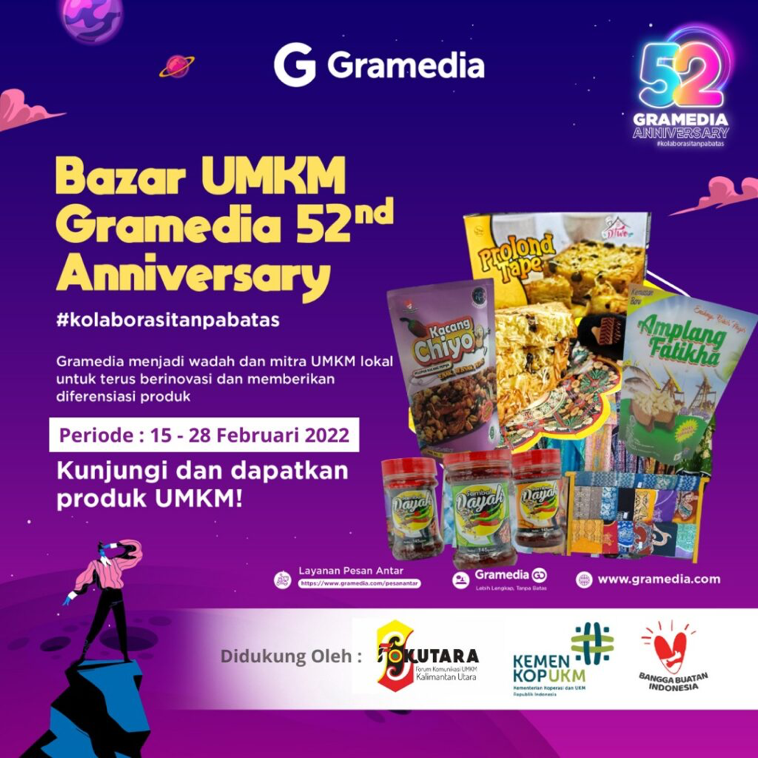 Gramedia
52
GRAMEDIA
ANNIVERSARY
#kolaborasitanpabatas
Bazar UMKM
Gramedia 52nd
Anniversary
#kolaborasitanpabatas
Gramedia menjadi wadah dan mitra UMKM lokal
untuk terus berinovasi dan memberikan
diferensiasi produk
Periode : 15 - 28 Februari 2022
Kunjungi dan dapatkan
produk UMKM!
Prolond
Tape
Kacang
Chiyo
Kemasan
Baru
Amplang
Fatikha
Dayak
Dayak
Dayak
Layanan Pesan Antar
https://www.gramedia.com/pesanantar
Gramedia GO
Lebih Lengkap, Tanpa Batas
www.gramedia.com
Didukung Oleh :
FOKUTARA
Forum Komunikasi UMKM
Kalimantan Utara
KEMEN
KOPUKM
Kementerian Koperasi dan UKM
Republik Indonesia
BANGGA BUATAN
INDONESIA